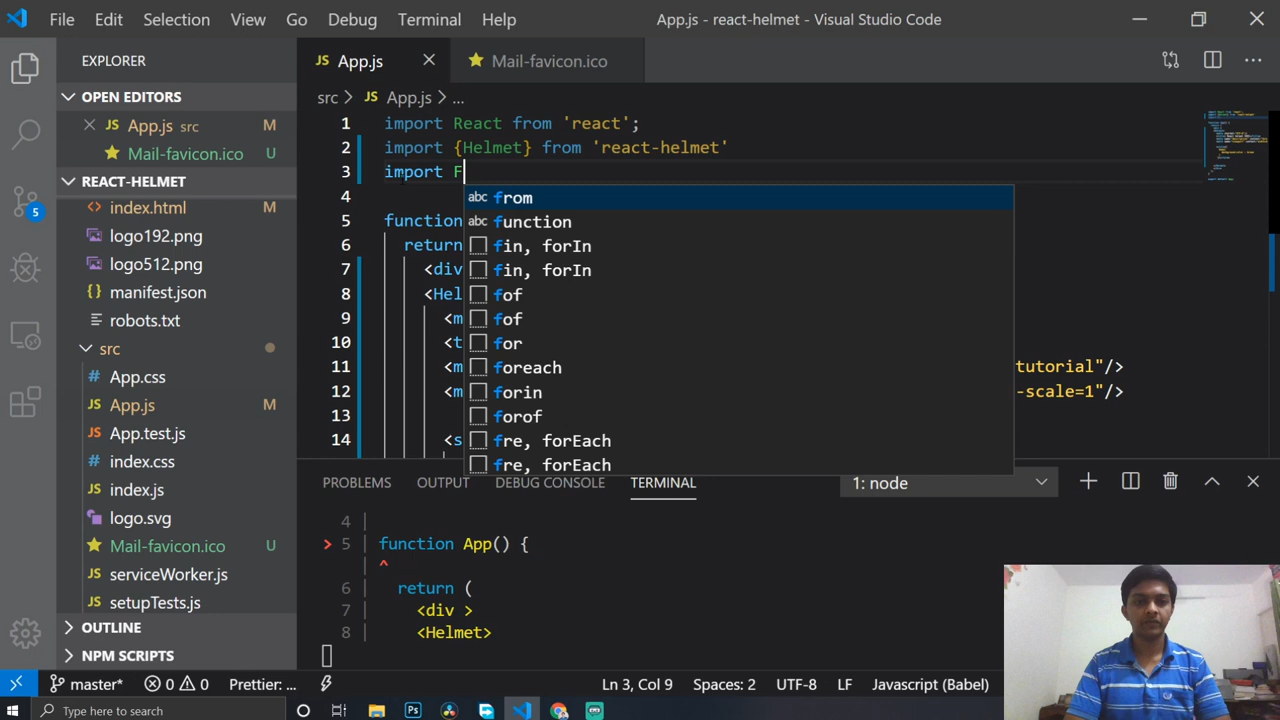 File Edit Selection View Go Debug Terminal Help App.js - react-helmet - Visual Studio Code
EXPLORER
OPEN EDITORS
JS App.js src M
Mail-favicon.ico U
REACT-HELMET
<> index.html M
logo192.png
logo512.png
{} manifest.json
robots.txt
src
# App.css
JS App.js M
JS App.test.js
# index.css
JS index.js
logo.svg
Mail-favicon.ico U
JS serviceWorker.js
JS setupTests.js
OUTLINE
NPM SCRIPTS
5
JS App.js
Mail-favicon.ico
src > JS App.js > ...
1 import React from 'react';
2 import {Helmet} from 'react-helmet'
3 import F
4
5 function
6 return
7 <div
8 <Hel
9 <m
10 <t
11 <m tutorial"/>
12 <m -scale=1"/>
13
14 <s
abc from
abc function
fin, forIn
fin, forIn
fof
fof
for
foreach
forin
forof
fre, forEach
fre, forEach
PROBLEMS OUTPUT DEBUG CONSOLE TERMINAL 1: node
4 |
> 5 | function App() {
| ^
6 | return (
7 | <div >
8 | <Helmet>
master* 0 0 Prettier: ... Ln 3, Col 9 Spaces: 2 UTF-8 LF Javascript (Babel)
Type here to search
Ps